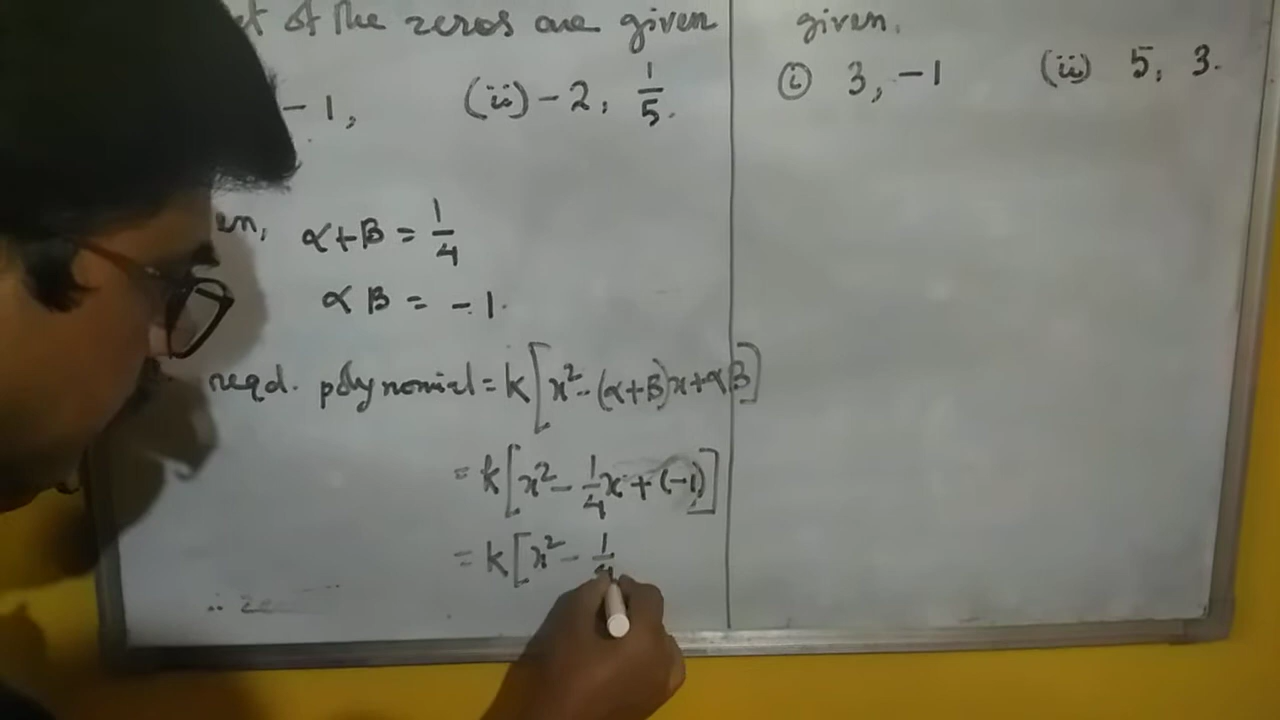 of the zeros are given
-1, (ii) -2, 1/5.
α+β = 1/4
αβ = -1.
reqd. polynomial = k[x² - (α+β)x + αβ]
= k[x² - 1/4 x + (-1)]
= k[x² - 1/4
∴ ze
given.
(i) 3, -1 (ii) 5, 3.